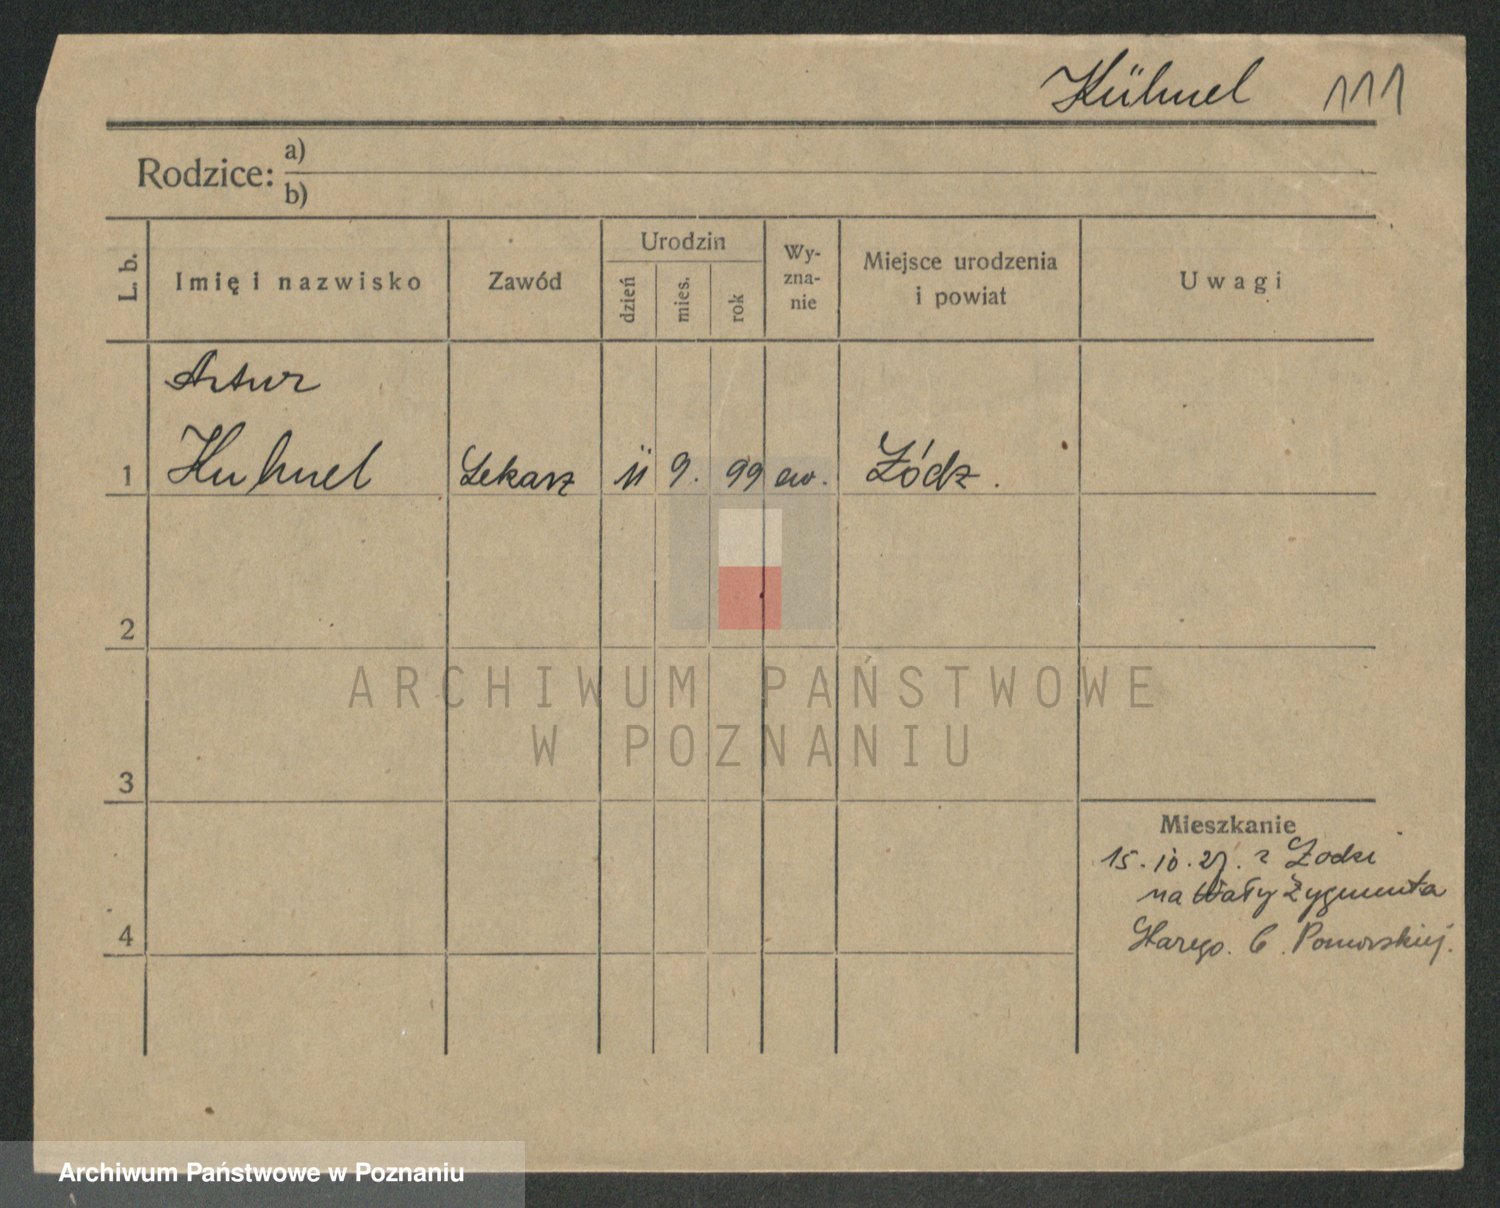 Kühnel 111
Rodzice: a)
b)
L. b.
Imię i nazwisko
Zawód
Urodzin
dzień
mies.
rok
Wy-
zna-
nie
Miejsce urodzenia
i powiat
Uwagi
Artur
1 Kuhnel Lekarz 11 9. 99 ew. Łódz.
2
3
4
Mieszkanie
15.10.27. z Łodzi
na Wały Zygmunta
Starego. C. Pomorskiej.
ARCHIWUM PAŃSTWOWE
W POZNANIU
Archiwum Państwowe w Poznaniu